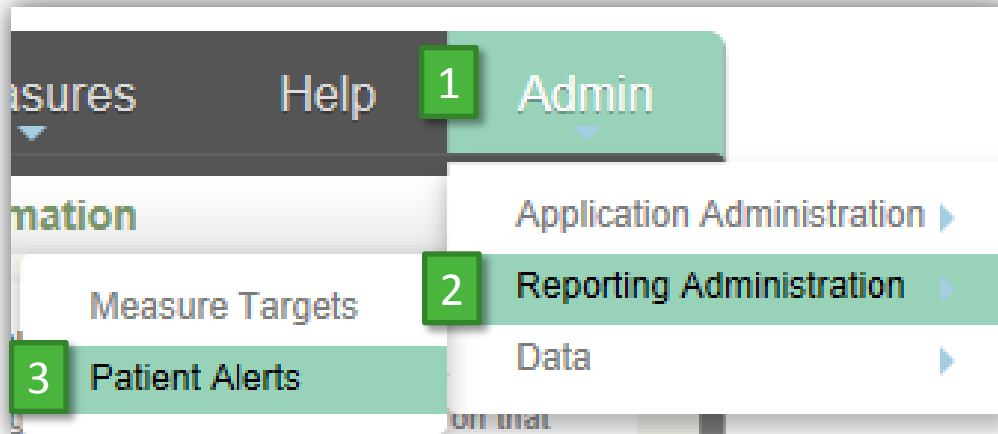 asures Help 1 Admin
mation
Application Administration
2 Reporting Administration
Data
Measure Targets
3 Patient Alerts
on that